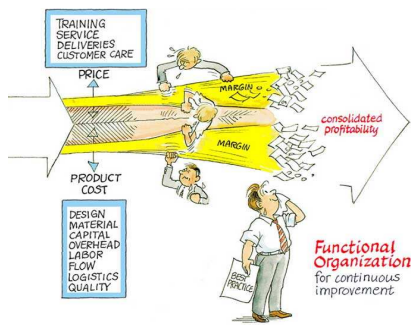 TRAINING
SERVICE
DELIVERIES
CUSTOMER CARE
PRICE
MARGIN
consolidated
profitability
MARGIN
PRODUCT
COST
DESIGN
MATERIAL
CAPITAL
OVERHEAD
LABOR
FLOW
LOGISTICS
QUALITY
BEST
PRACTICE
Functional
Organization
for continuous
improvement